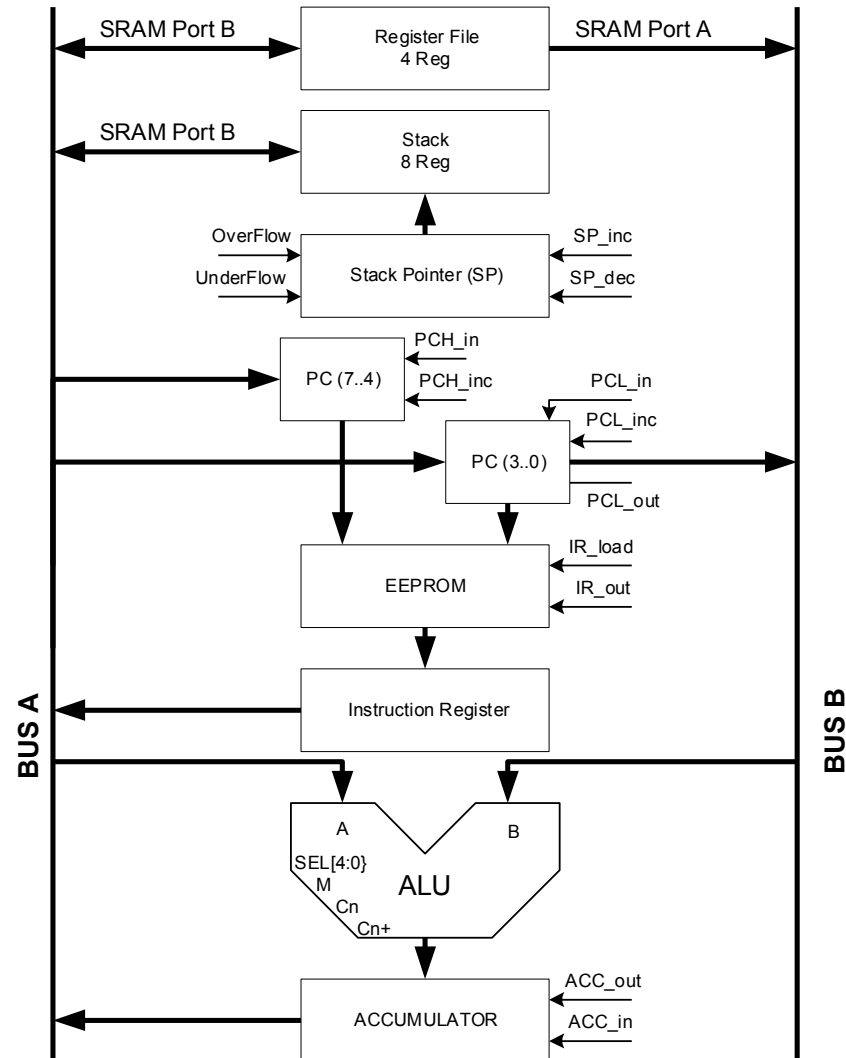 SRAM Port B
Register File
4 Reg
SRAM Port A
SRAM Port B
Stack
8 Reg
OverFlow
UnderFlow
Stack Pointer (SP)
SP_inc
SP_dec
PC (7..4)
PCH_in
PCH_inc
PC (3..0)
PCL_in
PCL_inc
PCL_out
EEPROM
IR_load
IR_out
Instruction Register
BUS A
BUS B
A
B
SEL[4:0}
M
Cn
Cn+
ALU
ACCUMULATOR
ACC_out
ACC_in